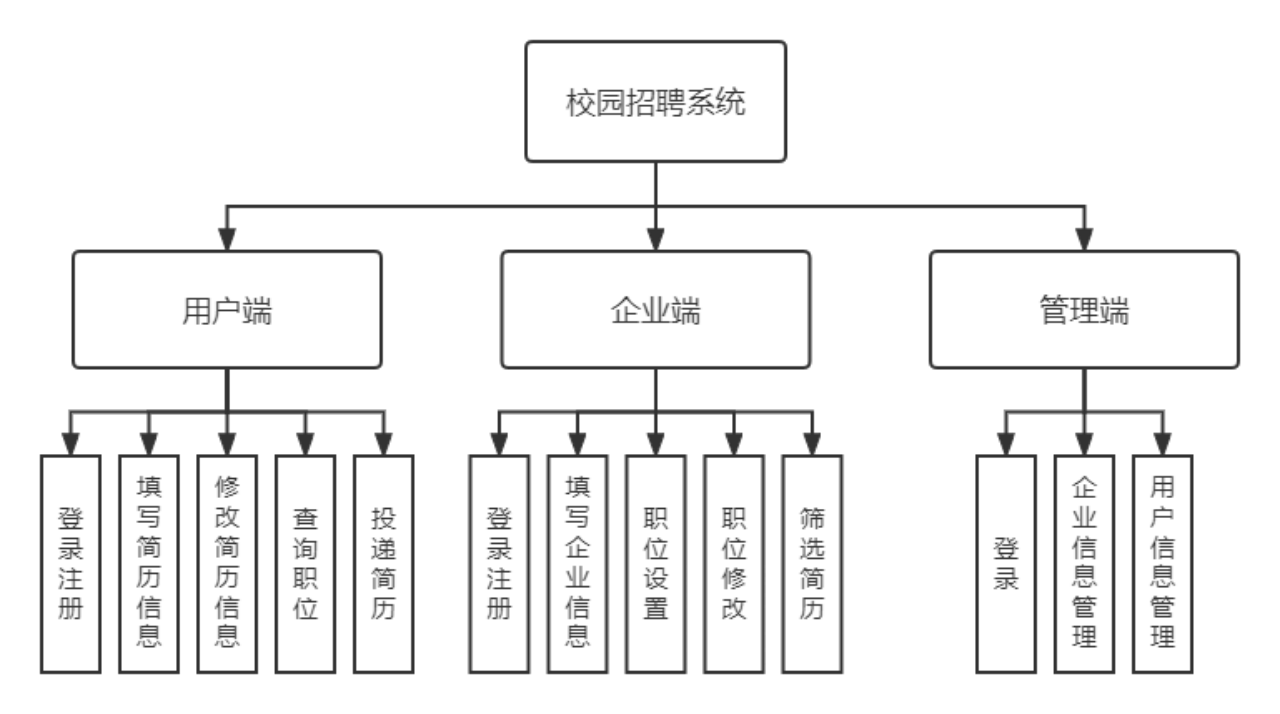 校园招聘系统
用户端
企业端
管理端
登录注册
填写简历信息
修改简历信息
查询职位
投递简历
登录注册
填写企业信息
职位设置
职位修改
筛选简历
登录
企业信息管理
用户信息管理